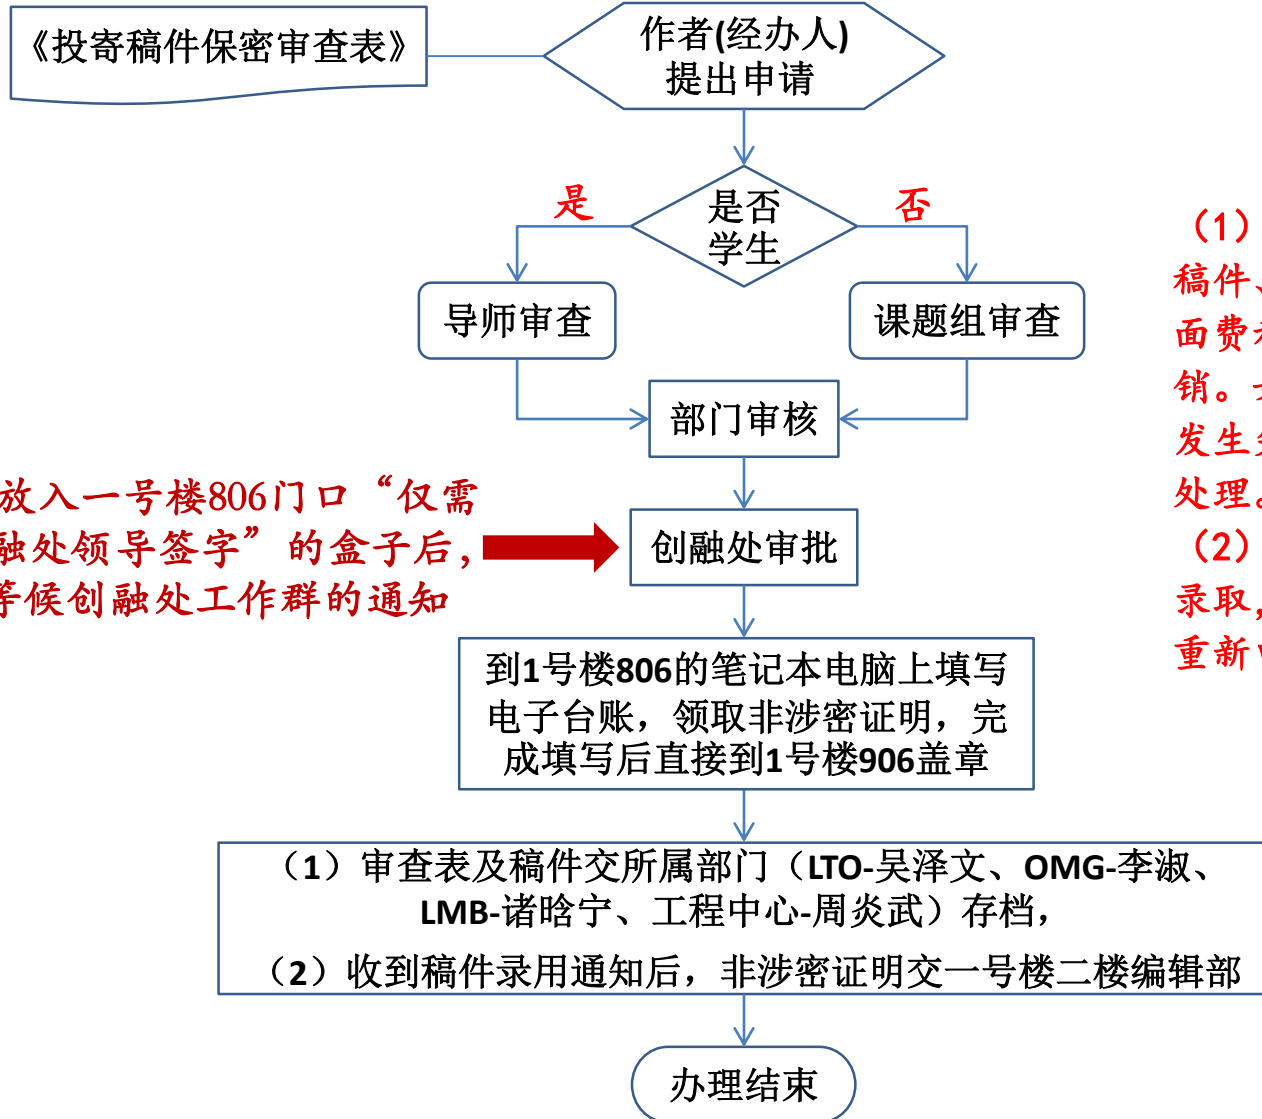 《投寄稿件保密审查表》
作者(经办人)
提出申请
是否
学生
是
否
导师审查
课题组审查
部门审核
放入一号楼806门口“仅需
融处领导签字”的盒子后，
等候创融处工作群的通知
创融处审批
到1号楼806的笔记本电脑上填写
电子台账，领取非涉密证明，完
成填写后直接到1号楼906盖章
（1）审查表及稿件交所属部门（LTO-吴泽文、OMG-李淑、
LMB-诸晗宁、工程中心-周炎武）存档，
（2）收到稿件录用通知后，非涉密证明交一号楼二楼编辑部
办理结束
（1）
稿件、
面费
销。
发生
处理。
（2）
录取，
重新